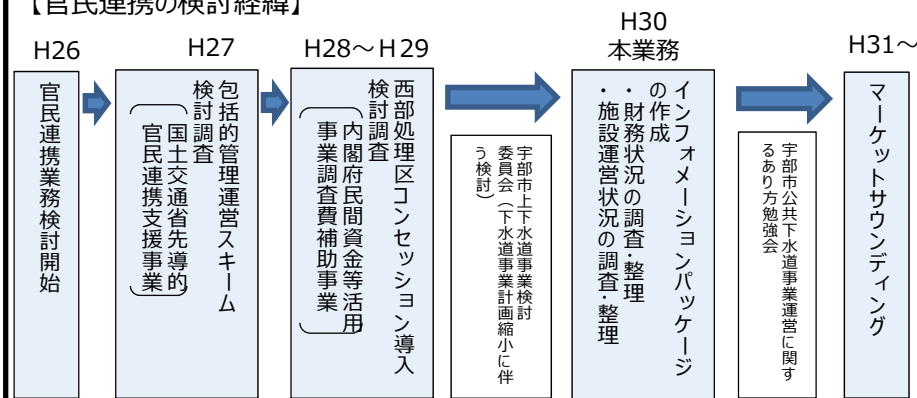 【官民連携の検討経緯】
H26
官民連携業務検討開始
H27
包括的管理運営スキーム
検討調査
国土交通省先導的
官民連携支援事業
H28～H29
西部処理区コンセッション導入
検討調査
内閣府民間資金等活用
事業調査費補助事業
宇部市上下水道事業検討
委員会（下水道事業計画縮小に伴
う検討）
H30
本業務
インフォメーションパッケージ
の作成
・財務状況の調査・整理
・施設運営状況の調査・整理
宇部市公共下水道事業運営に関す
るあり方勉強会
H31～
マーケットサウンディング